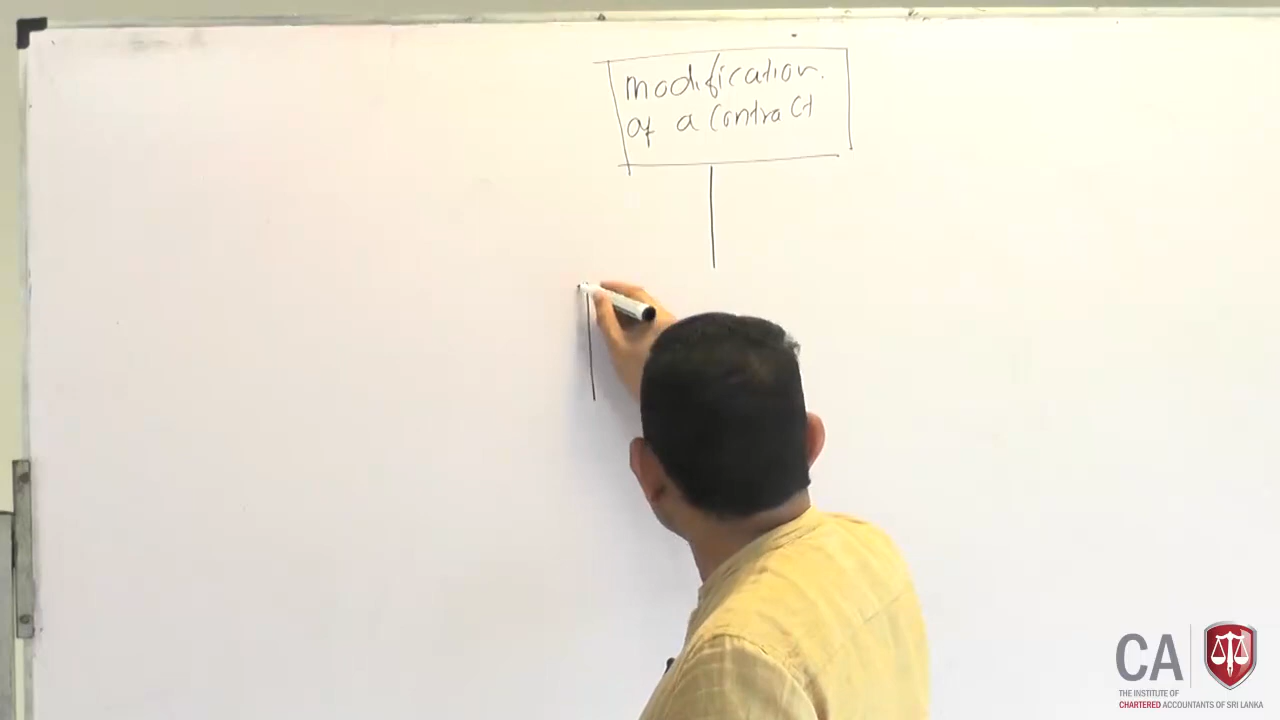 modification.
of a contract
CA
THE INSTITUTE OF
CHARTERED ACCOUNTANTS OF SRI LANKA